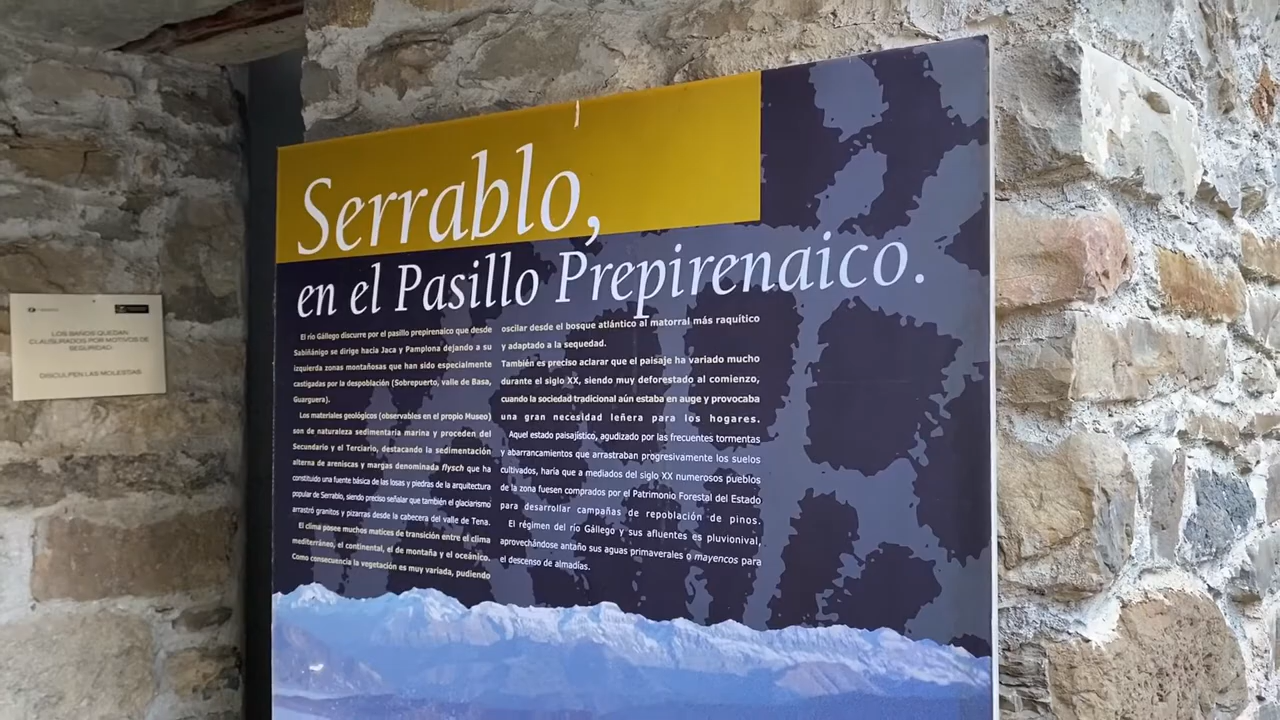 Serrablo,
en el Pasillo Prepirenaico.
El río Gállego discurre por el pasillo prepirenaico que desde
Sabiñánigo se dirige hacia Jaca y Pamplona dejando a su
izquierda zonas montañosas que han sido especialmente
castigadas por la despoblación (Sobrepuerto, valle de Basa,
Guarguera).
Los materiales geológicos (observables en el propio Museo)
son de naturaleza sedimentaria marina y proceden del
Secundario y el Terciario, destacando la sedimentación
alterna de areniscas y margas denominada flysch que ha
constituido una fuente básica de las losas y piedras de la arquitectura
popular de Serrablo, siendo preciso señalar que también el glaciarismo
arrastró granitos y pizarras desde la cabecera del valle de Tena.
El clima posee muchos matices de transición entre el clima
mediterráneo, el continental, el de montaña y el oceánico.
Como consecuencia la vegetación es muy variada, pudiendo
oscilar desde el bosque atlántico al matorral más raquítico
y adaptado a la sequedad.
También es preciso aclarar que el paisaje ha variado mucho
durante el siglo XX, siendo muy deforestado al comienzo,
cuando la sociedad tradicional aún estaba en auge y provocaba
una gran necesidad leñera para los hogares.
Aquel estado paisajístico, agudizado por las frecuentes tormentas
y abarrancamientos que arrastraban progresivamente los suelos
cultivados, haría que a mediados del siglo XX numerosos pueblos
de la zona fuesen comprados por el Patrimonio Forestal del Estado
para desarrollar campañas de repoblación de pinos.
El régimen del río Gállego y sus afluentes es pluvionival,
aprovechándose antaño sus aguas primaverales o mayencos para
el descenso de almadías.
LOS BAÑOS QUEDAN
CLAUSURADOS POR MOTIVOS DE
SEGURIDAD.
DISCULPEN LAS MOLESTIAS